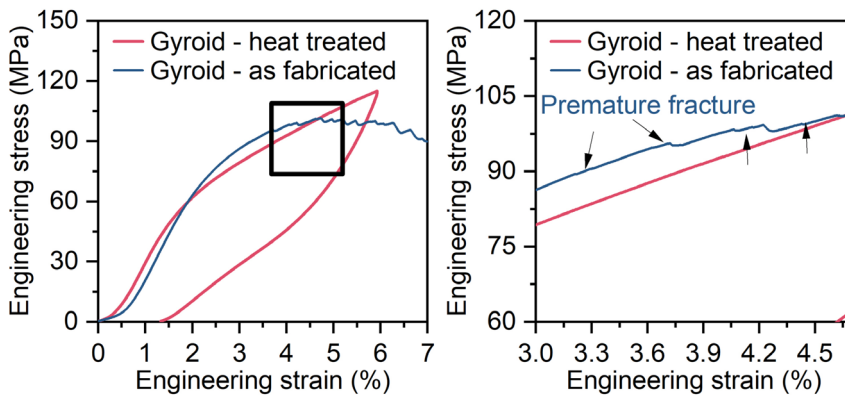 Engineering stress (MPa)
150
120
90
60
30
0
Gyroid - heat treated
Gyroid - as fabricated
0 1 2 3 4 5 6 7
Engineering strain (%)
Engineering stress (MPa)
120
105
90
75
60
Gyroid - heat treated
Gyroid - as fabricated
Premature fracture
3.0 3.3 3.6 3.9 4.2 4.5
Engineering strain (%)